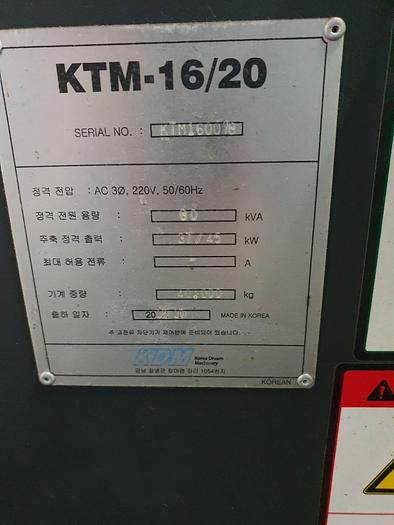 KTM-16/20
SERIAL NO. :
정격 전압 : AC 3Ø, 220V, 50/60Hz
정격 전원 용량 : kVA
주축 정격 출력 : 37/45 kW
최대 허용 전류 : - A
기계 중량 : kg
출하 일자 : MADE IN KOREA
KDM Korea Dream Machinery
KOREAN